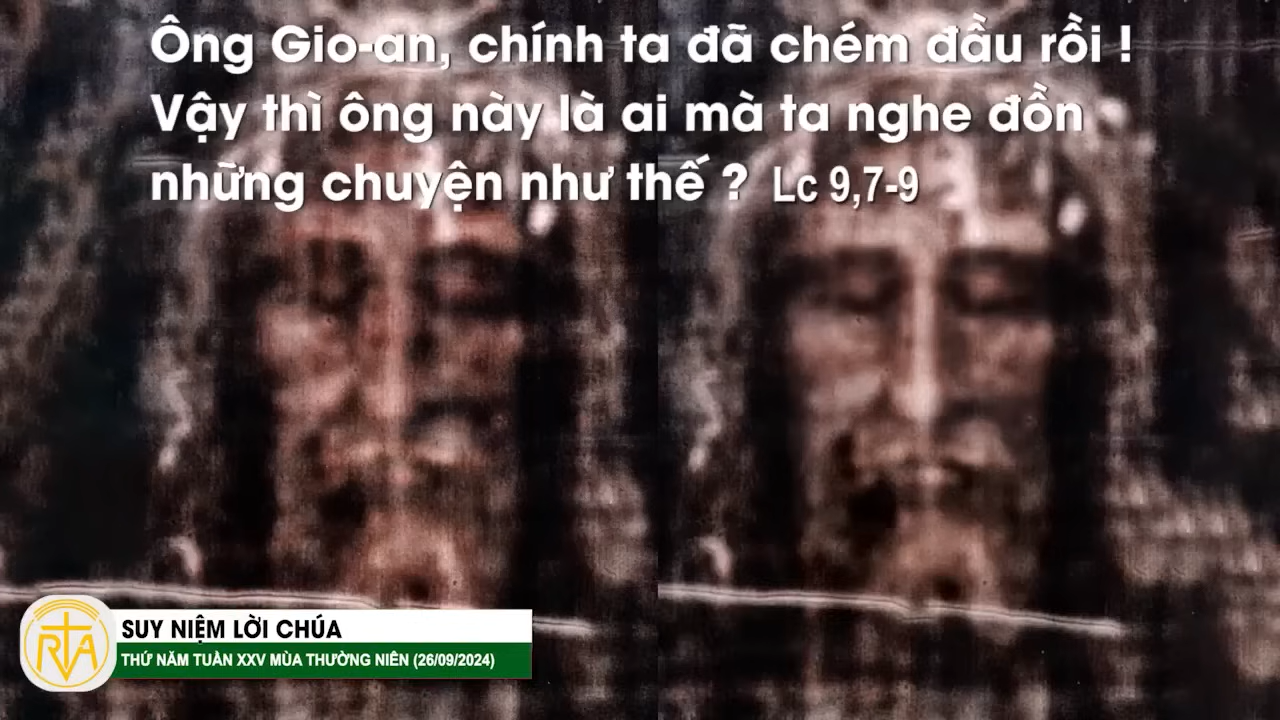 Ông Gio-an, chính ta đã chém đầu rồi !
Vậy thì ông này là ai mà ta nghe đồn
những chuyện như thế ? Lc 9,7-9
RTA
SUY NIỆM LỜI CHÚA
THỨ NĂM TUẦN XXV MÙA THƯỜNG NIÊN (26/09/2024)